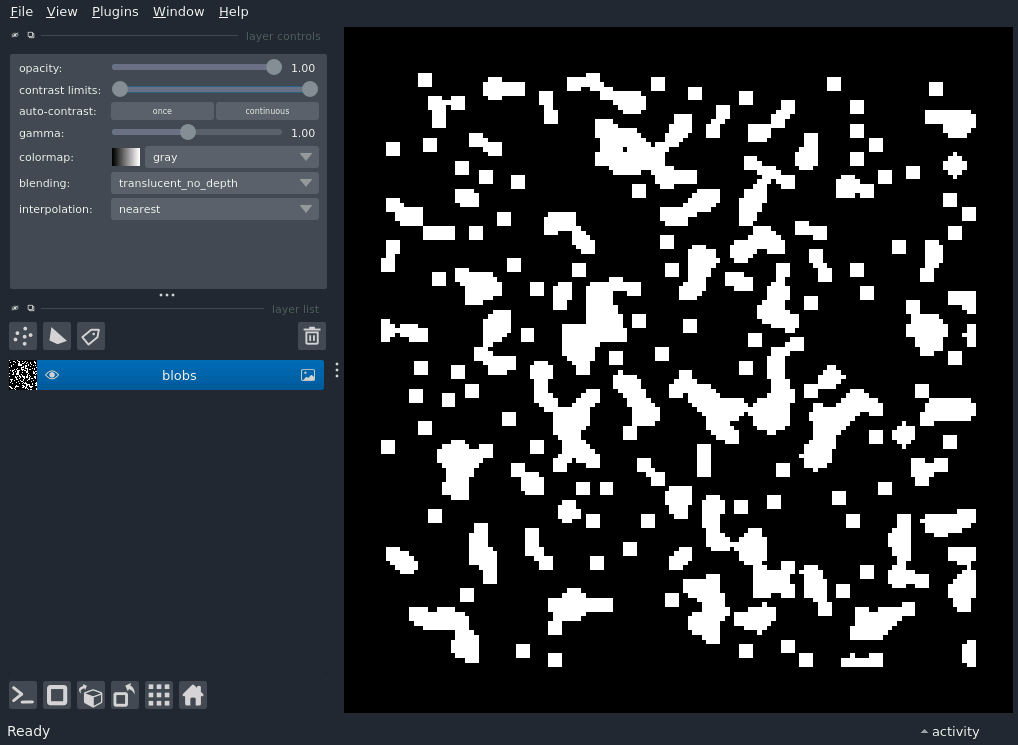 File View Plugins Window Help
layer controls
opacity: 1.00
contrast limits:
auto-contrast: once continuous
gamma: 1.00
colormap: gray
blending: translucent_no_depth
interpolation: nearest
layer list
blobs
Ready activity